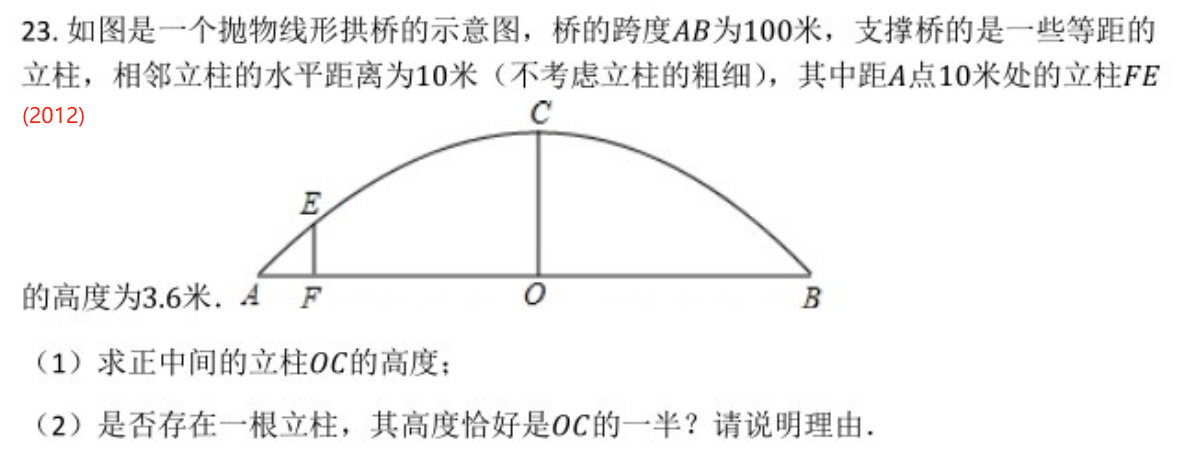 23. 如图是一个抛物线形拱桥的示意图，桥的跨度AB为100米，支撑桥的是一些等距的
立柱，相邻立柱的水平距离为10米（不考虑立柱的粗细），其中距A点10米处的立柱FE
(2012)
C
E
的高度为3.6米．
A F O B
（1）求正中间的立柱OC的高度；
（2）是否存在一根立柱，其高度恰好是OC的一半？请说明理由．